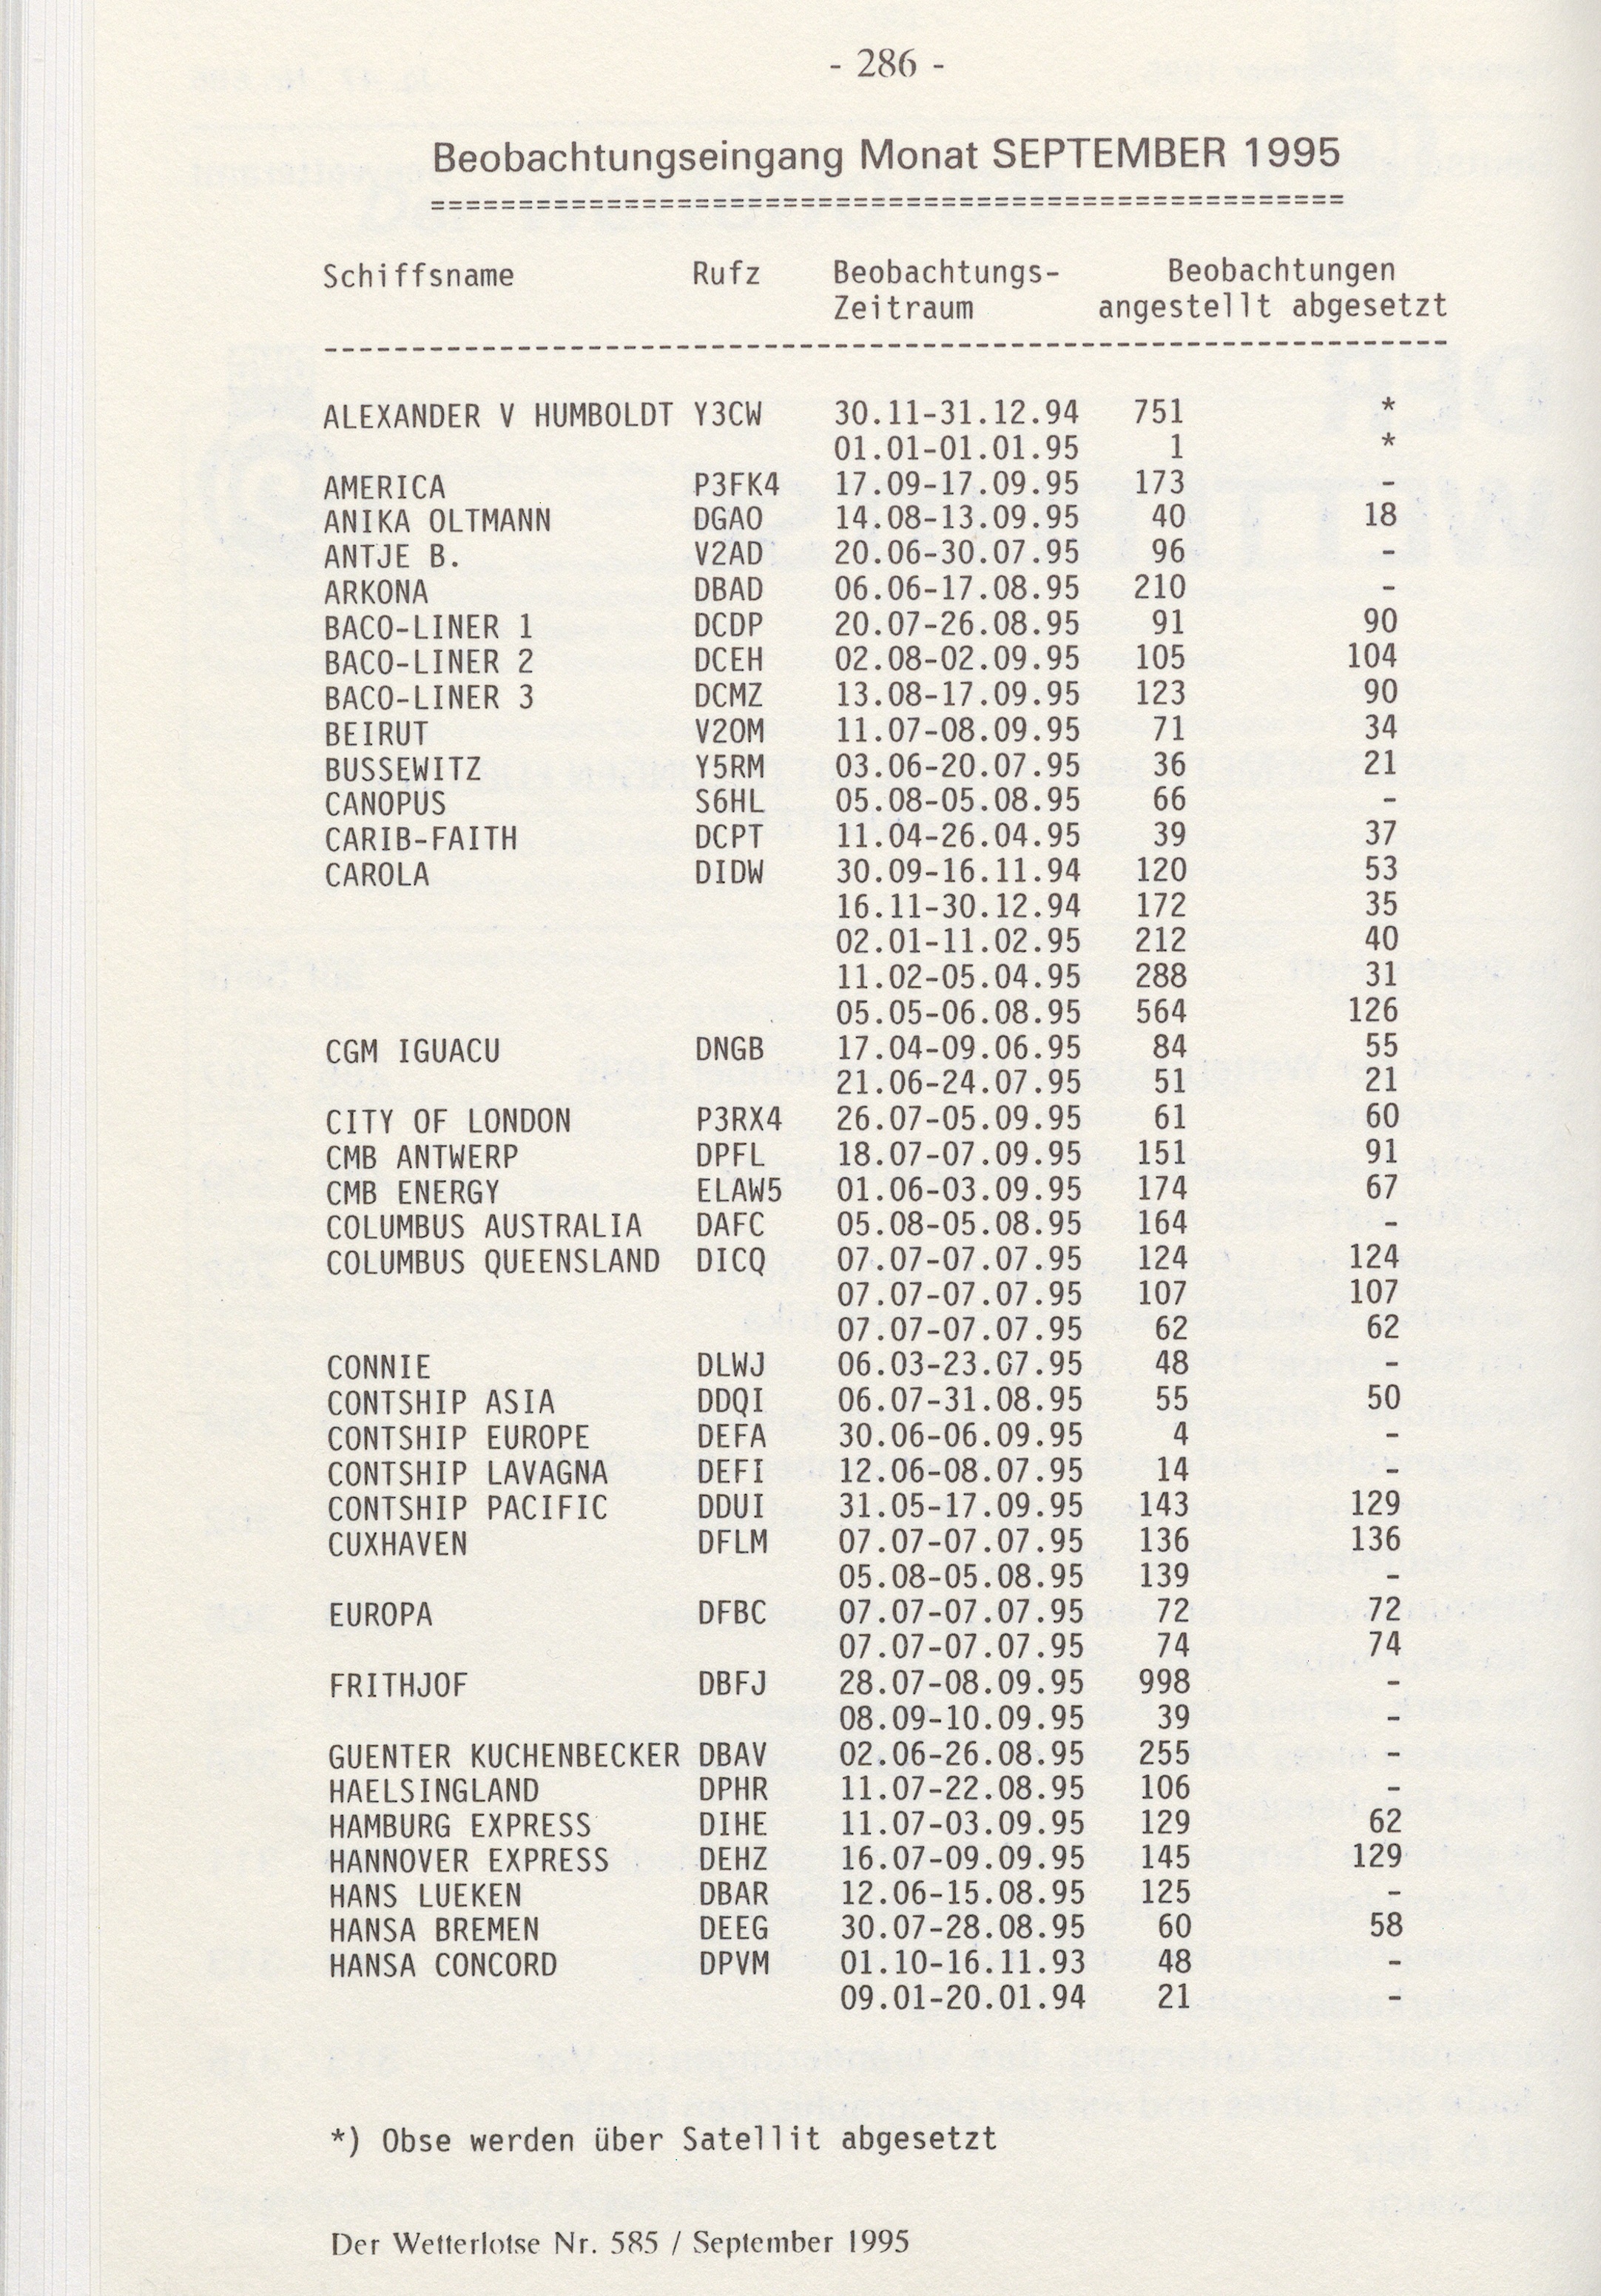 - 286 -
Beobachtungseingang Monat SEPTEMBER 1995
====================================================
Schiffsname Rufz Beobachtungs- Beobachtungen
Zeitraum angestellt abgesetzt
----------------------------------------------------------------
ALEXANDER V HUMBOLDT Y3CW 30.11-31.12.94 751 *
01.01-01.01.95 1 *
AMERICA P3FK4 17.09-17.09.95 173 -
ANIKA OLTMANN DGAO 14.08-13.09.95 40 18
ANTJE B. V2AD 20.06-30.07.95 96 -
ARKONA DBAD 06.06-17.08.95 210 -
BACO-LINER 1 DCDP 20.07-26.08.95 91 90
BACO-LINER 2 DCEH 02.08-02.09.95 105 104
BACO-LINER 3 DCMZ 13.08-17.09.95 123 90
BEIRUT V2OM 11.07-08.09.95 71 34
BUSSEWITZ Y5RM 03.06-20.07.95 36 21
CANOPUS S6HL 05.08-05.08.95 66 -
CARIB-FAITH DCPT 11.04-26.04.95 39 37
CAROLA DIDW 30.09-16.11.94 120 53
16.11-30.12.94 172 35
02.01-11.02.95 212 40
11.02-05.04.95 288 31
05.05-06.08.95 564 126
CGM IGUACU DNGB 17.04-09.06.95 84 55
21.06-24.07.95 51 21
CITY OF LONDON P3RX4 26.07-05.09.95 61 60
CMB ANTWERP DPFL 18.07-07.09.95 151 91
CMB ENERGY ELAW5 01.06-03.09.95 174 67
COLUMBUS AUSTRALIA DAFC 05.08-05.08.95 164 -
COLUMBUS QUEENSLAND DICQ 07.07-07.07.95 124 124
07.07-07.07.95 107 107
07.07-07.07.95 62 62
CONNIE DLWJ 06.03-23.07.95 48 -
CONTSHIP ASIA DDQI 06.07-31.08.95 55 50
CONTSHIP EUROPE DEFA 30.06-06.09.95 4 -
CONTSHIP LAVAGNA DEFI 12.06-08.07.95 14 -
CONTSHIP PACIFIC DDUI 31.05-17.09.95 143 129
CUXHAVEN DFLM 07.07-07.07.95 136 136
05.08-05.08.95 139 -
EUROPA DFBC 07.07-07.07.95 72 72
07.07-07.07.95 74 74
FRITHJOF DBFJ 28.07-08.09.95 998 -
08.09-10.09.95 39 -
GUENTER KUCHENBECKER DBAV 02.06-26.08.95 255 -
HAELSINGLAND DPHR 11.07-22.08.95 106 -
HAMBURG EXPRESS DIHE 11.07-03.09.95 129 62
HANNOVER EXPRESS DEHZ 16.07-09.09.95 145 129
HANS LUEKEN DBAR 12.06-15.08.95 125 -
HANSA BREMEN DEEG 30.07-28.08.95 60 58
HANSA CONCORD DPVM 01.10-16.11.93 48 -
09.01-20.01.94 21 -
*) Obse werden über Satellit abgesetzt
Der Wetterlotse Nr. 585 / September 1995